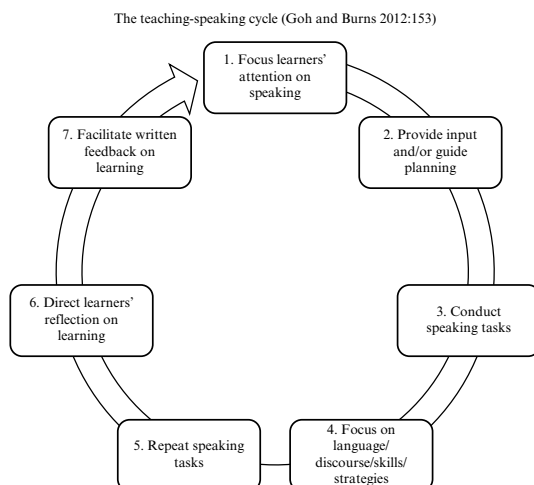 The teaching-speaking cycle (Goh and Burns 2012:153)
1. Focus learners'
attention on
speaking
2. Provide input
and/or guide
planning
3. Conduct
speaking tasks
4. Focus on
language/
discourse/skills/
strategies
5. Repeat speaking
tasks
6. Direct learners'
reflection on
learning
7. Facilitate written
feedback on
learning